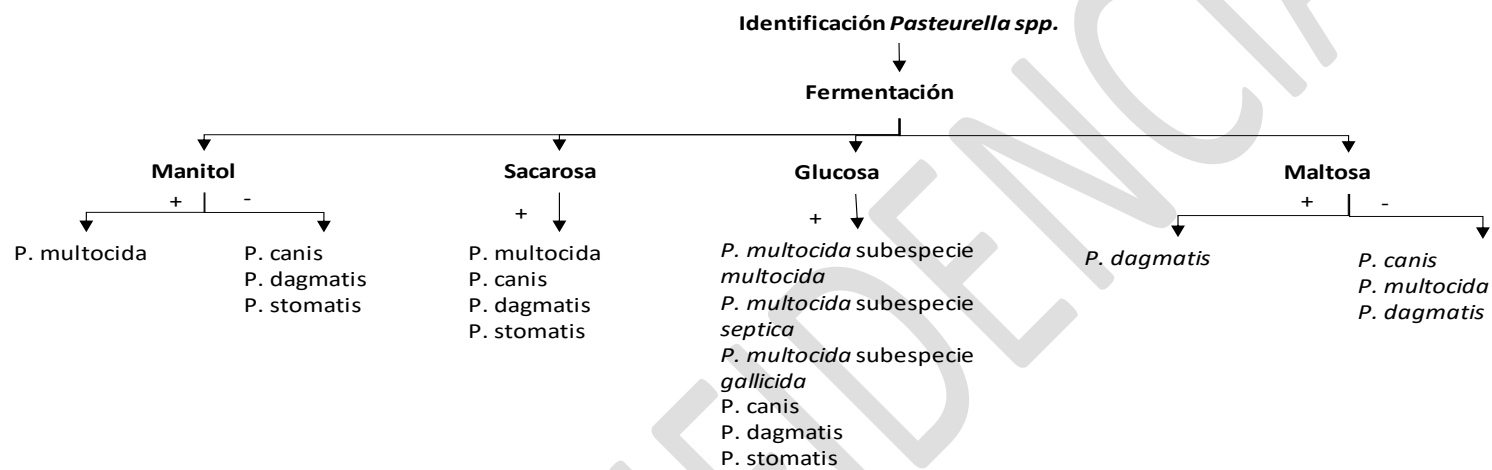 Identificación Pasteurella spp.
Fermentación
Manitol
+ -
P. multocida
P. canis
P. dagmatis
P. stomatis
Sacarosa
+
P. multocida
P. canis
P. dagmatis
P. stomatis
Glucosa
+
P. multocida subespecie
multocida
P. multocida subespecie
septica
P. multocida subespecie
gallicida
P. canis
P. dagmatis
P. stomatis
Maltosa
+ -
P. dagmatis
P. canis
P. multocida
P. dagmatis